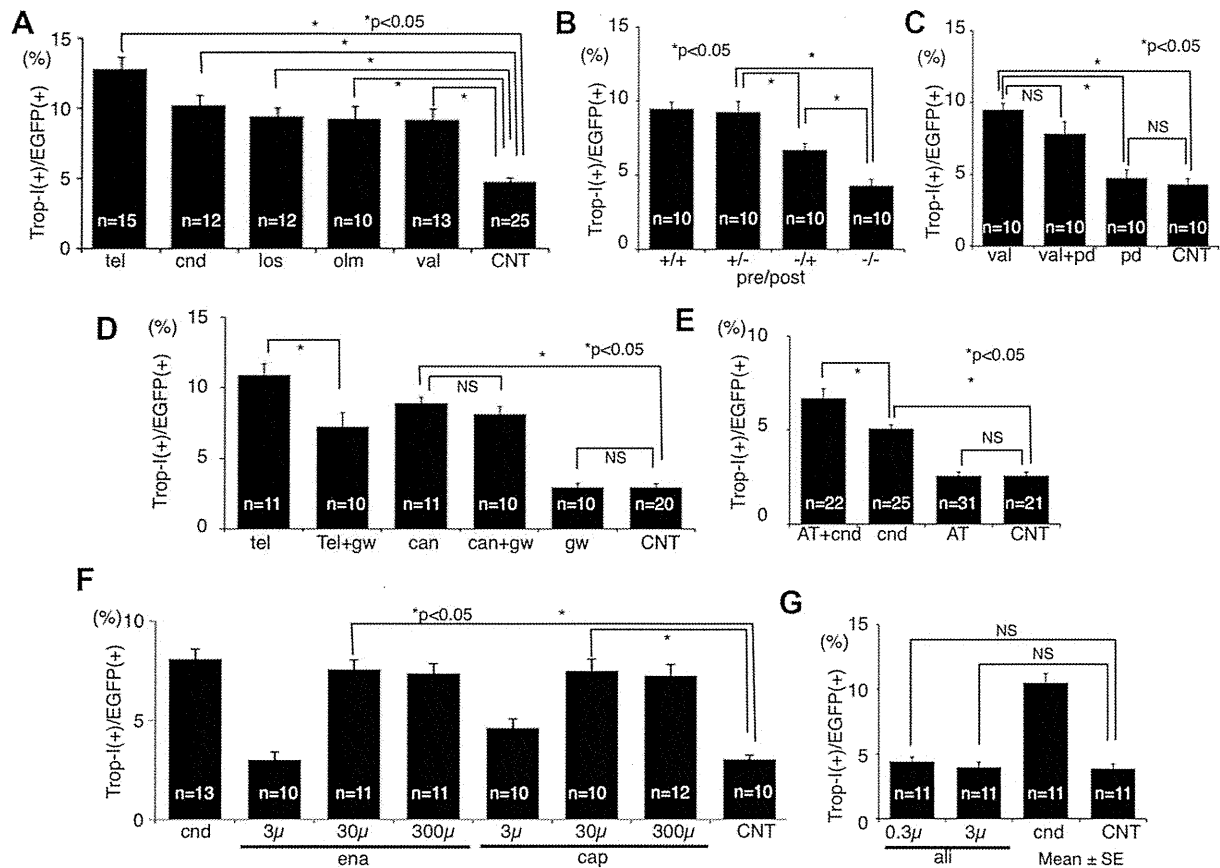 A
(%)
Trop-I(+)/EGFP(+)
15
10
5
0
*
*p<0.05
*
*
*
*
n=15
n=12
n=12
n=10
n=13
n=25
tel
cnd
los
olm
val
CNT
B
(%)
Trop-I(+)/EGFP(+)
15
10
5
0
*p<0.05
*
*
*
n=10
n=10
n=10
n=10
+/+
+/-
-/+
-/-
pre/post
C
(%)
Trop-I(+)/EGFP(+)
15
10
5
0
*p<0.05
*
NS
*
NS
n=10
n=10
n=10
n=10
val
val+pd
pd
CNT
D
(%)
Trop-I(+)/EGFP(+)
15
10
5
0
*
*
*p<0.05
NS
NS
n=11
n=10
n=11
n=10
n=10
n=20
tel
Tel+gw
can
can+gw
gw
CNT
E
(%)
Trop-I(+)/EGFP(+)
10
5
0
*p<0.05
*
*
NS
n=22
n=25
n=31
n=21
AT+cnd
cnd
AT
CNT
F
(%)
Trop-I(+)/EGFP(+)
10
5
0
*p<0.05
*
*
n=13
n=10
n=11
n=11
n=10
n=10
n=12
n=10
cnd
3μ
30μ
300μ
3μ
30μ
300μ
CNT
ena
cap
G
(%)
Trop-I(+)/EGFP(+)
15
10
5
0
NS
NS
n=11
n=11
n=11
n=11
0.3μ
3μ
cnd
CNT
ali
Mean ± SE